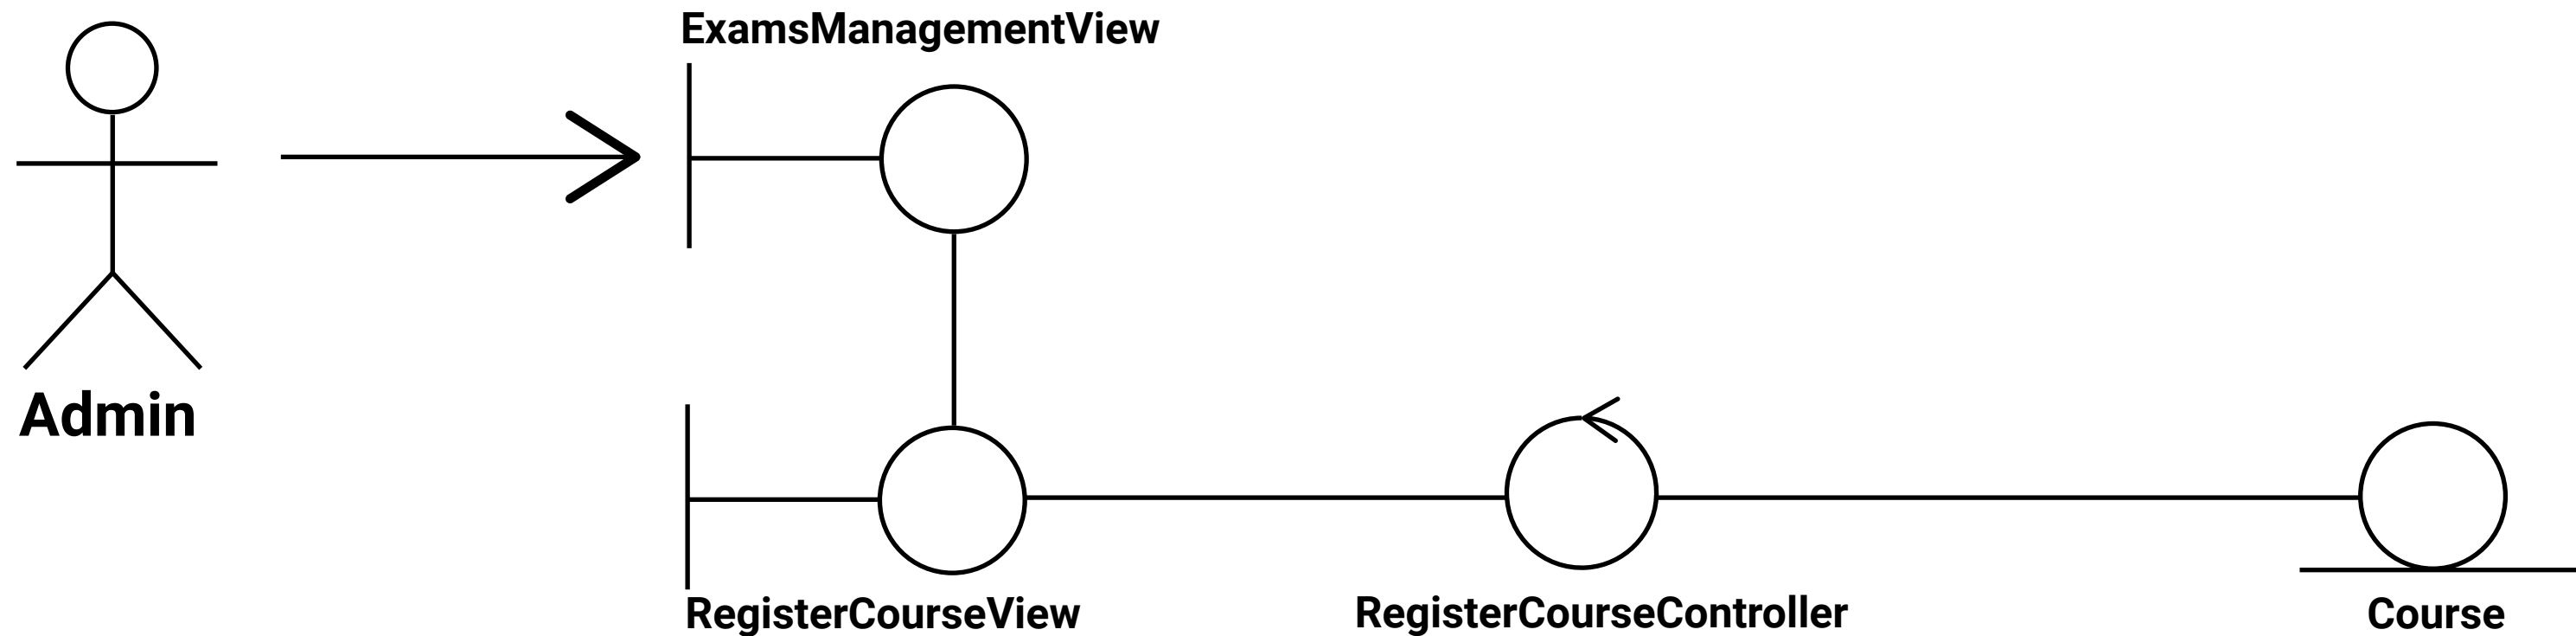 ExamsManagementView
Admin
RegisterCourseView
RegisterCourseController
Course